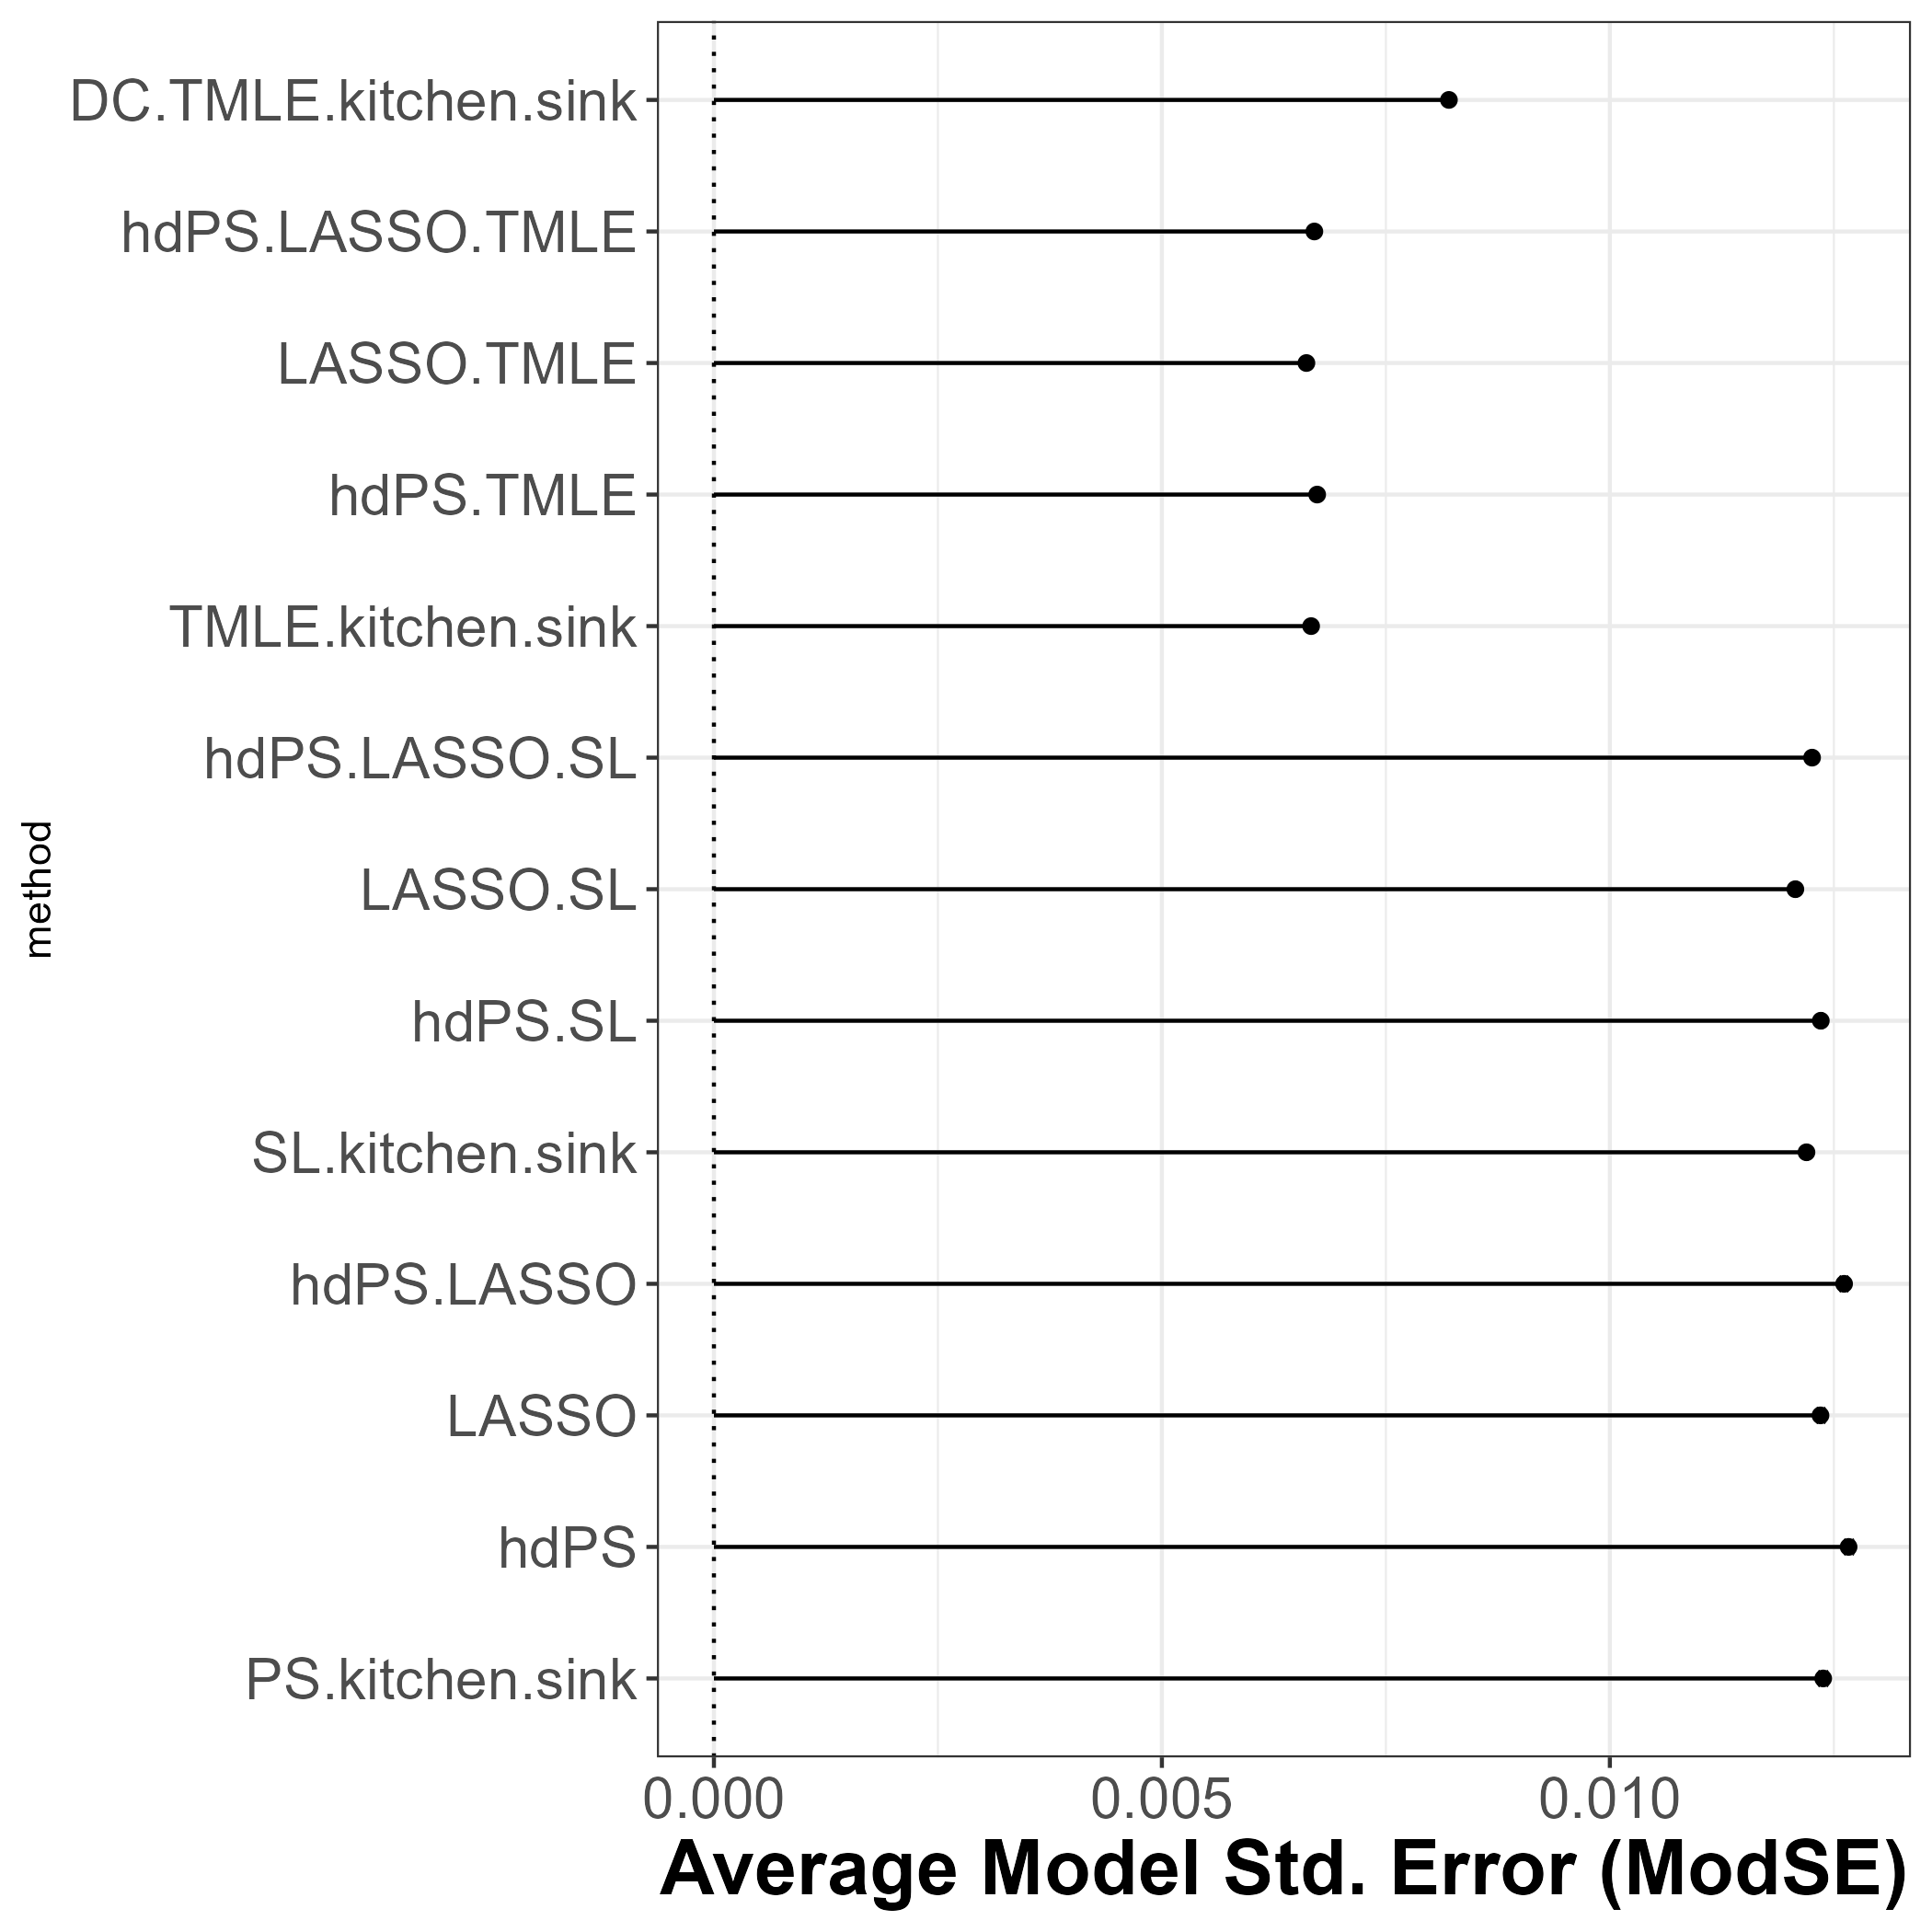 DC.TMLE.kitchen.sink
hdPS.LASSO.TMLE
LASSO.TMLE
hdPS.TMLE
TMLE.kitchen.sink
hdPS.LASSO.SL
LASSO.SL
hdPS.SL
SL.kitchen.sink
hdPS.LASSO
LASSO
hdPS
PS.kitchen.sink
method
0.000 0.005 0.010
Average Model Std. Error (ModSE)